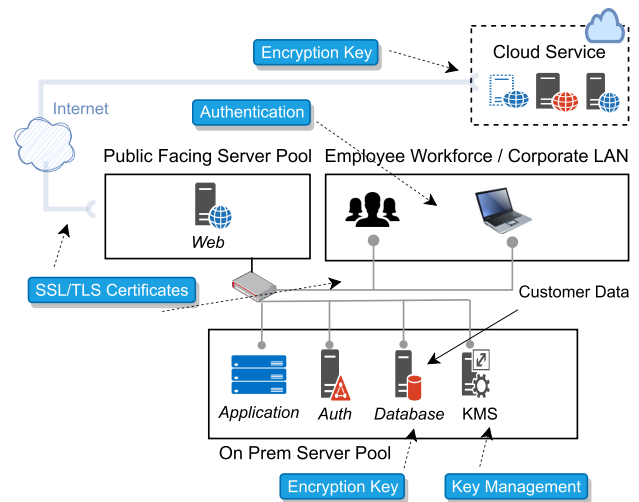 Encryption Key
Cloud Service
Internet
Authentication
Public Facing Server Pool
Employee Workforce / Corporate LAN
Web
SSL/TLS Certificates
Customer Data
Application
Auth
Database
KMS
On Prem Server Pool
Encryption Key
Key Management